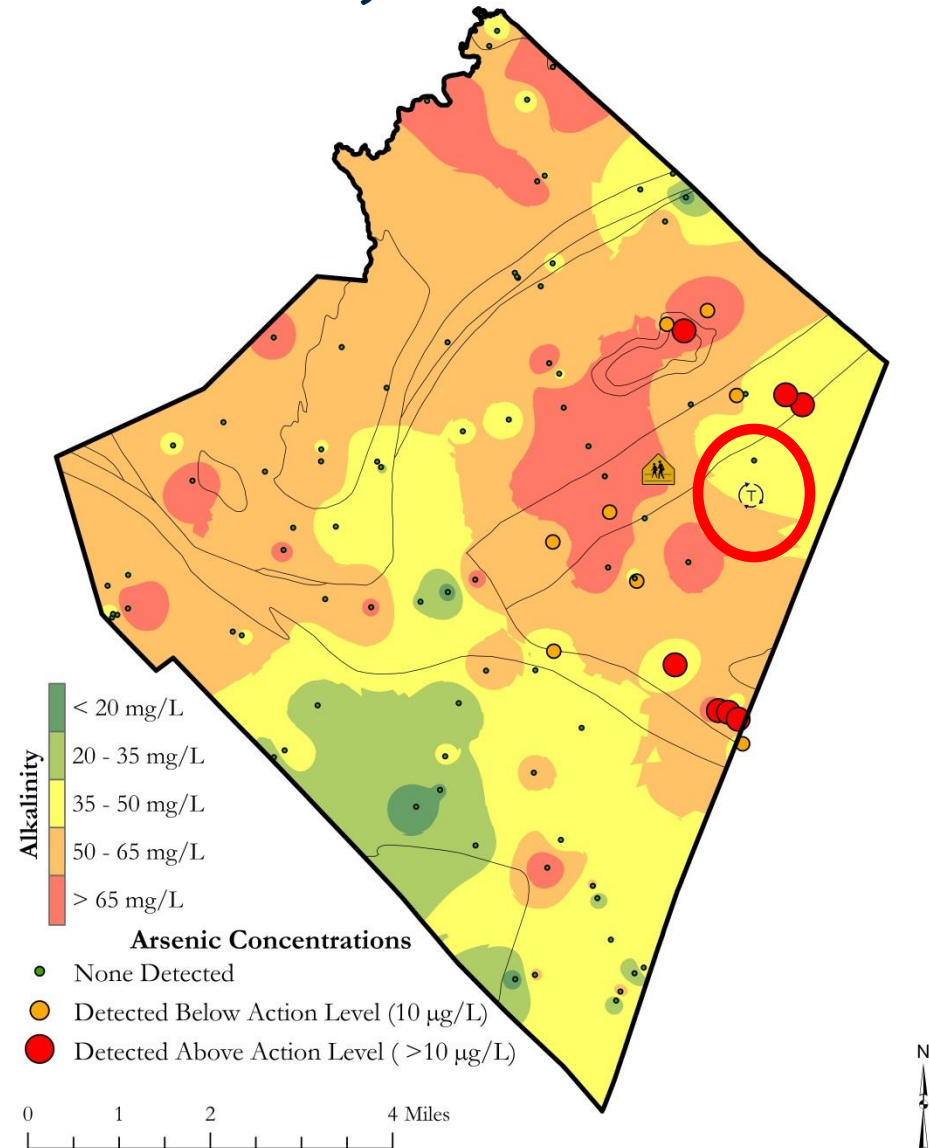 T
Alkalinity
< 20 mg/L
20 - 35 mg/L
35 - 50 mg/L
50 - 65 mg/L
> 65 mg/L
Arsenic Concentrations
None Detected
Detected Below Action Level (10 µg/L)
Detected Above Action Level ( >10 µg/L)
0 1 2 4 Miles
N